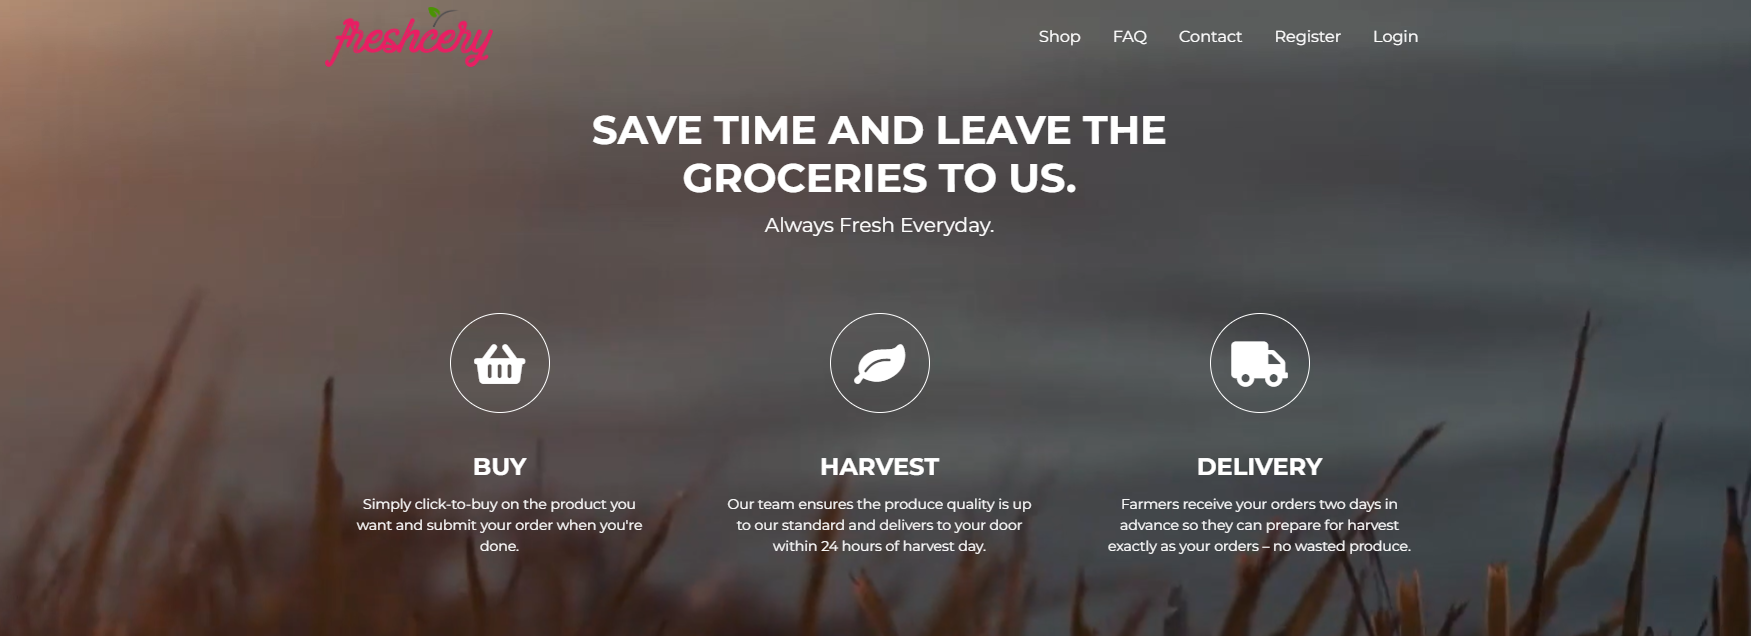 freshcery
Shop FAQ Contact Register Login
SAVE TIME AND LEAVE THE
GROCERIES TO US.
Always Fresh Everyday.
BUY
Simply click-to-buy on the product you
want and submit your order when you're
done.
HARVEST
Our team ensures the produce quality is up
to our standard and delivers to your door
within 24 hours of harvest day.
DELIVERY
Farmers receive your orders two days in
advance so they can prepare for harvest
exactly as your orders – no wasted produce.